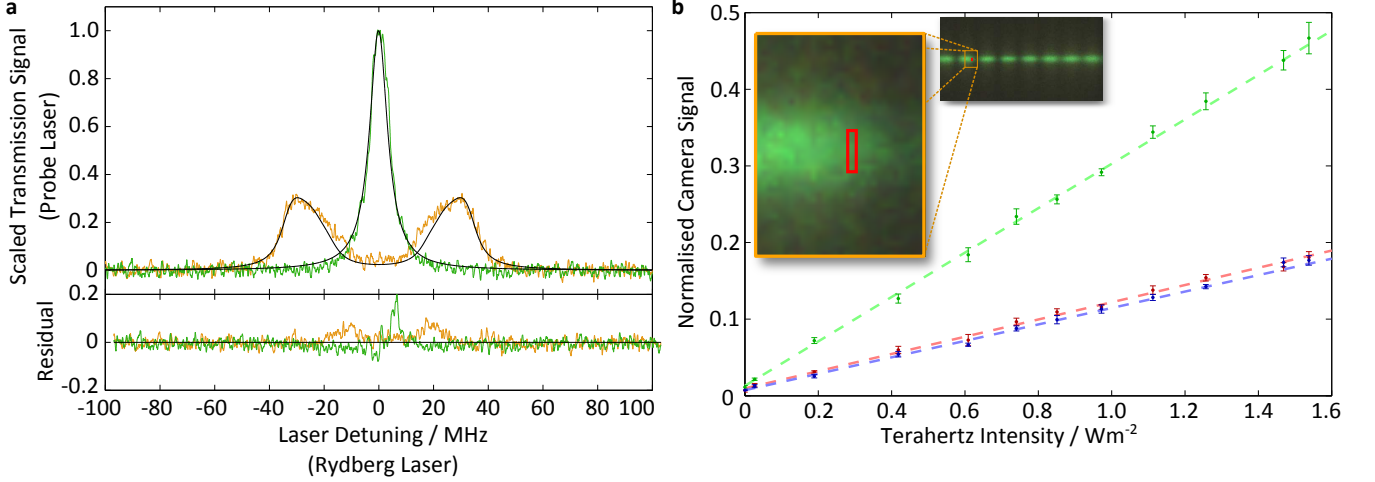 a
Scaled Transmission Signal
(Probe Laser)
1.0
0.8
0.6
0.4
0.2
0
0.2
0
-0.2
Residual
-100 -80 -60 -40 -20 0 20 40 60 80 100
Laser Detuning / MHz
(Rydberg Laser)
b
Normalised Camera Signal
0.5
0.4
0.3
0.2
0.1
0
0 0.2 0.4 0.6 0.8 1.0 1.2 1.4 1.6
Terahertz Intensity / Wm⁻²